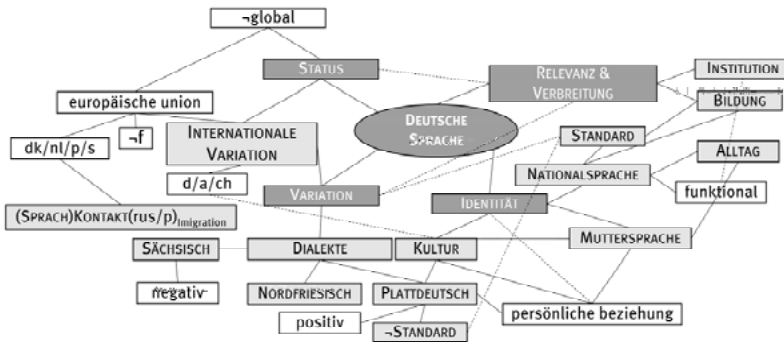 ¬global
STATUS
RELEVANZ &
VERBREITUNG
INSTITUTION
BILDUNG
europäische union
¬f
INTERNATIONALE
VARIATION
DEUTSCHE
SPRACHE
STANDARD
ALLTAG
dk/nl/p/s
d/a/ch
NATIONALSPRACHE
funktional
VARIATION
IDENTITÄT
(SPRACH)KONTAKT(rus/p)Imigration
SÄCHSISCH
DIALEKTE
KULTUR
MUTTERSPRACHE
negativ
NORDFRIESISCH
PLATTDEUTSCH
persönliche beziehung
positiv
¬STANDARD